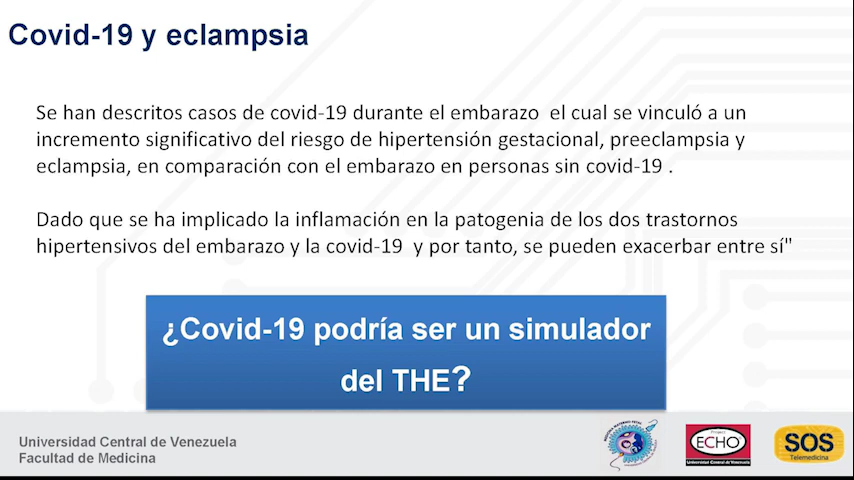 Covid-19 y eclampsia
Se han descritos casos de covid-19 durante el embarazo el cual se vinculó a un
incremento significativo del riesgo de hipertensión gestacional, preeclampsia y
eclampsia, en comparación con el embarazo en personas sin covid-19 .
Dado que se ha implicado la inflamación en la patogenia de los dos trastornos
hipertensivos del embarazo y la covid-19 y por tanto, se pueden exacerbar entre sí"
¿Covid-19 podría ser un simulador
del THE?
Universidad Central de Venezuela
Facultad de Medicina
ECHO
Universidad Central de Venezuela
SOS
Telemedicina